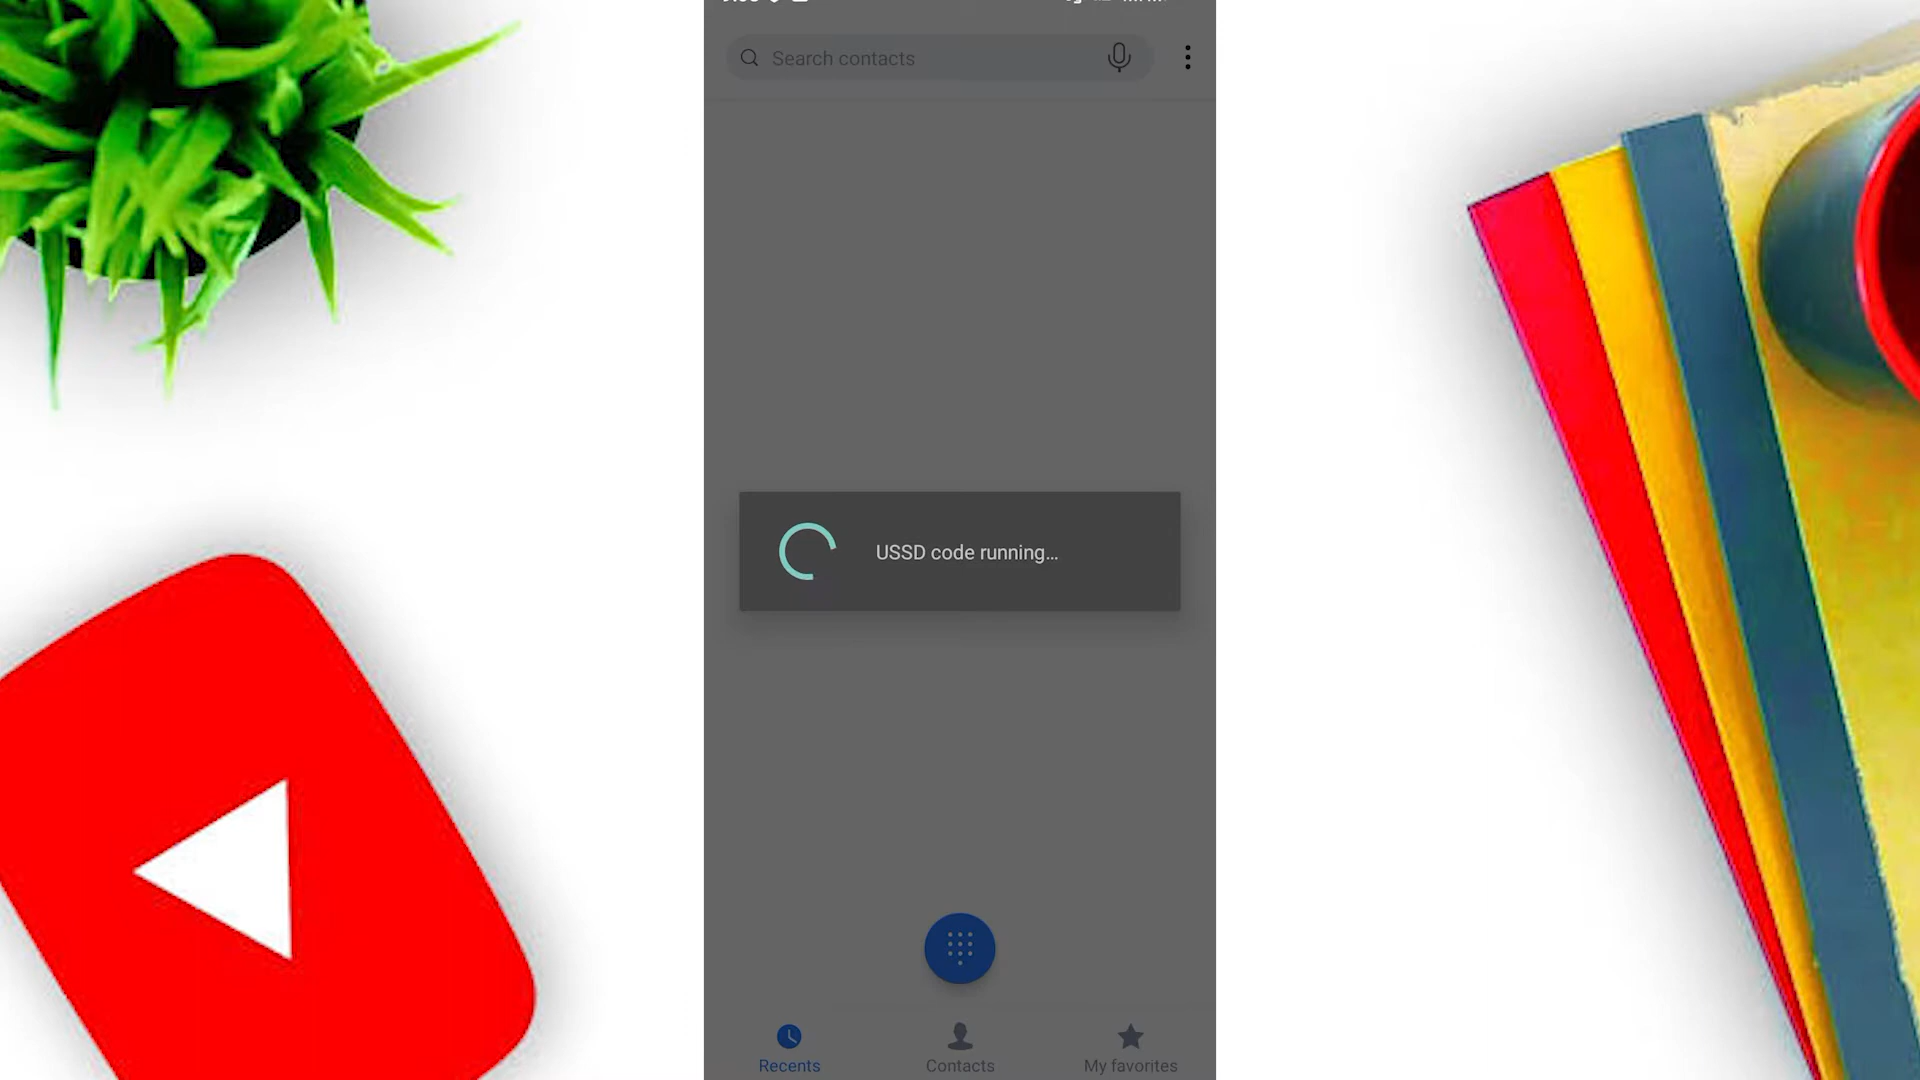 Search contacts
USSD code running...
Recents
Contacts
My favorites